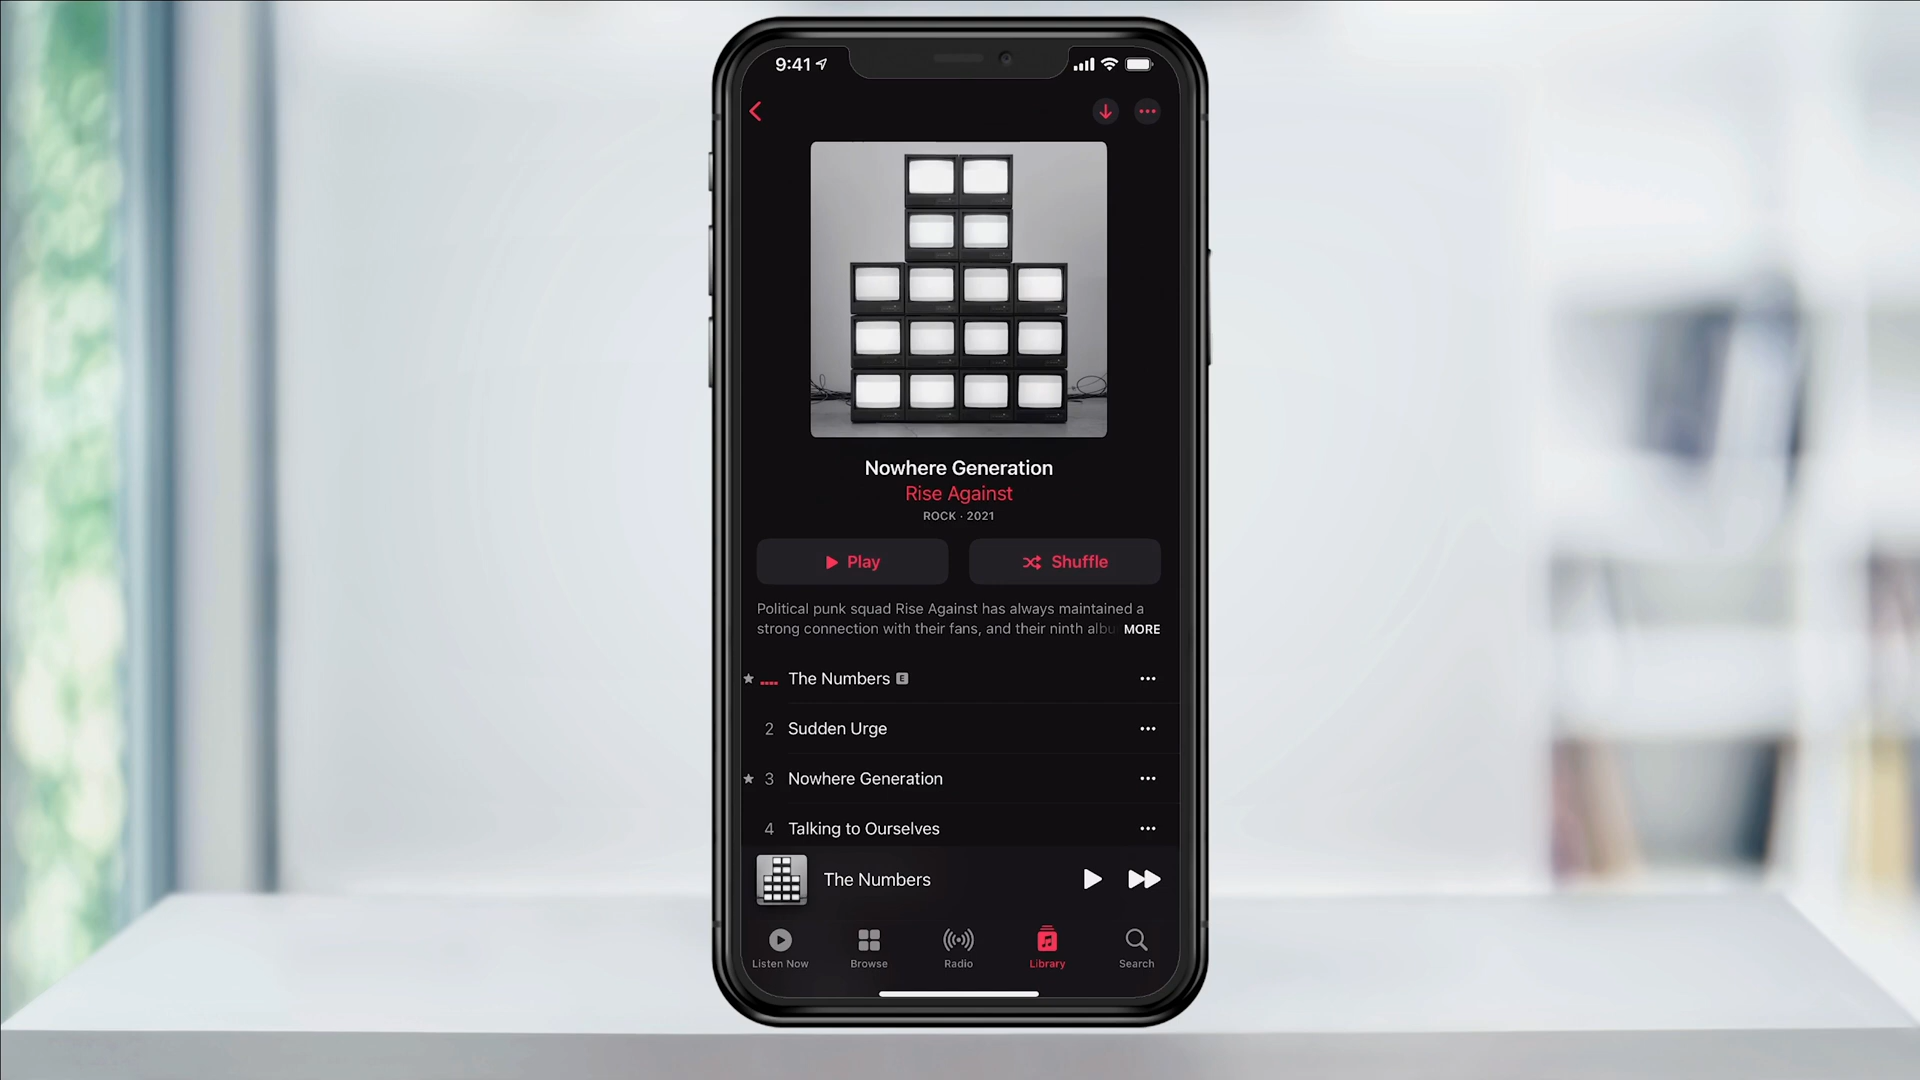 9:41
Nowhere Generation
Rise Against
ROCK · 2021
Play
Shuffle
Political punk squad Rise Against has always maintained a
strong connection with their fans, and their ninth albu MORE
The Numbers E
2 Sudden Urge
3 Nowhere Generation
4 Talking to Ourselves
The Numbers
Listen Now
Browse
Radio
Library
Search